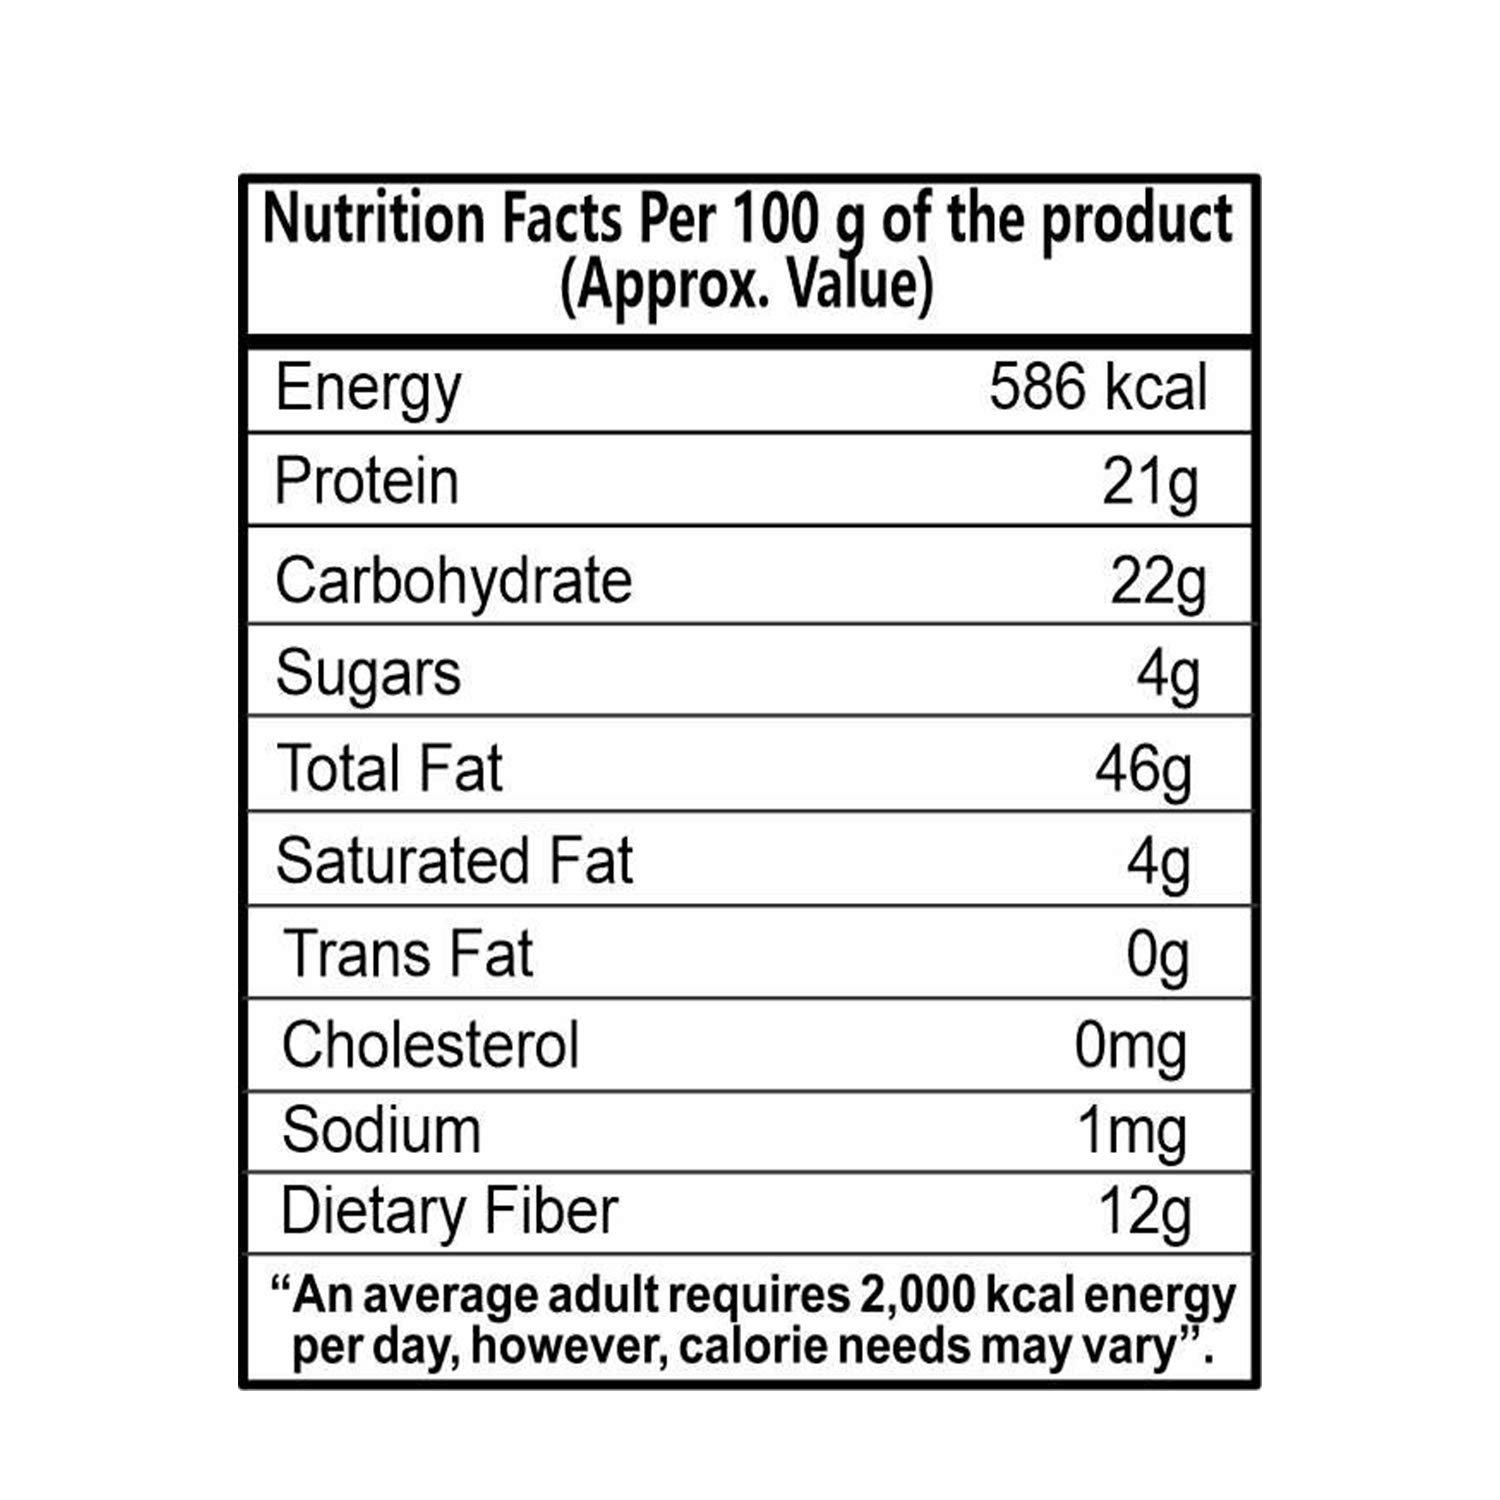 Nutrition Facts Per 100 g of the product
(Approx. Value)
Energy 586 kcal
Protein 21g
Carbohydrate 22g
Sugars 4g
Total Fat 46g
Saturated Fat 4g
Trans Fat 0g
Cholesterol 0mg
Sodium 1mg
Dietary Fiber 12g
“An average adult requires 2,000 kcal energy
per day, however, calorie needs may vary”.